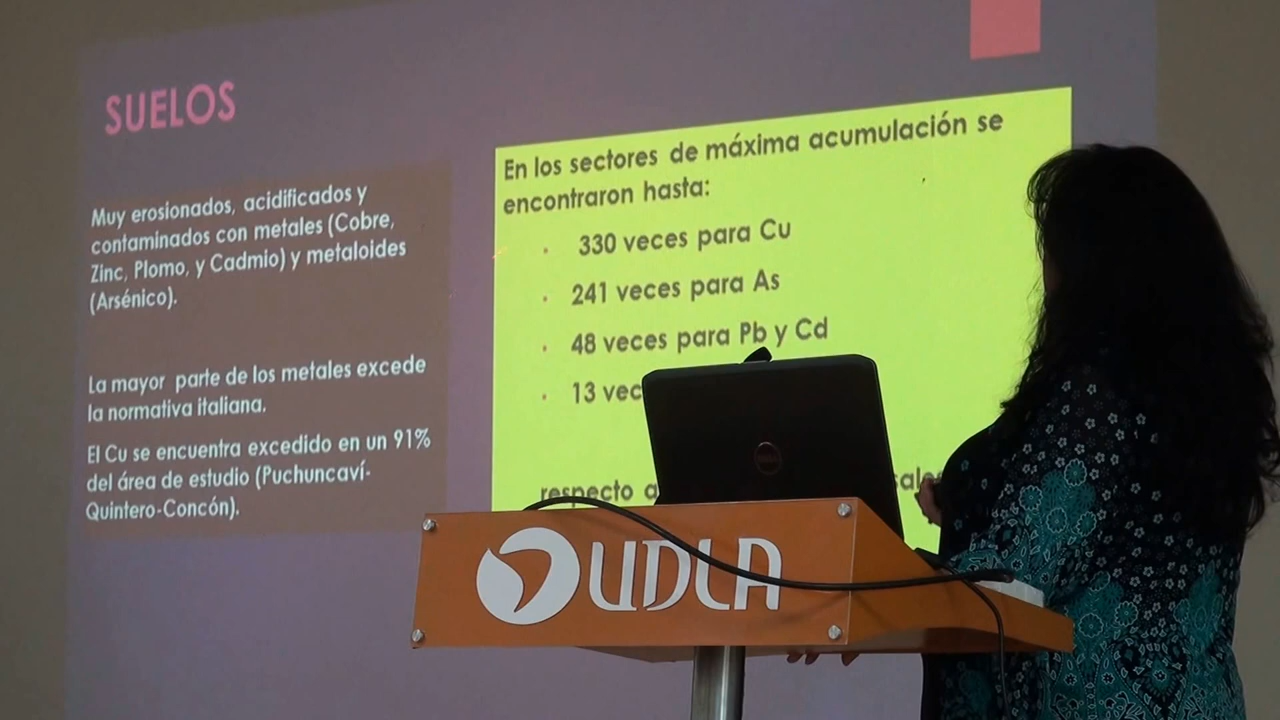 SUELOS
Muy erosionados, acidificados y
contaminados con metales (Cobre,
Zinc, Plomo, y Cadmio) y metaloides
(Arsénico).
La mayor parte de los metales excede
la normativa italiana.
El Cu se encuentra excedido en un 91%
del área de estudio (Puchuncaví-
Quintero-Concón).
En los sectores de máxima acumulación se
encontraron hasta:
330 veces para Cu
241 veces para As
48 veces para Pb y Cd
13
respecto
UDLA